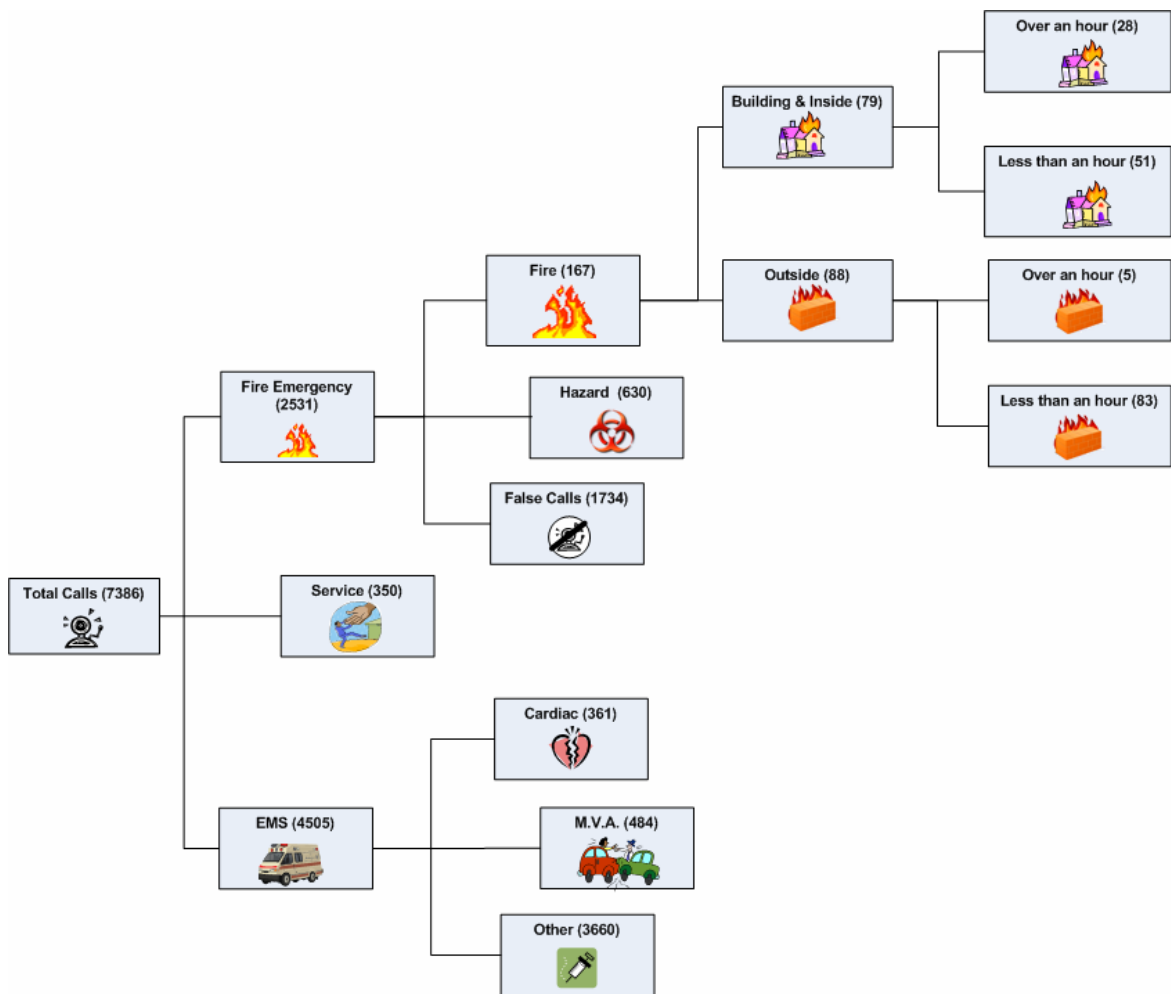 Over an hour (28)
Building & Inside (79)
Less than an hour (51)
Fire (167)
Outside (88)
Over an hour (5)
Fire Emergency
(2531)
Hazard (630)
Less than an hour (83)
False Calls (1734)
Total Calls (7386)
Service (350)
Cardiac (361)
EMS (4505)
M.V.A. (484)
Other (3660)